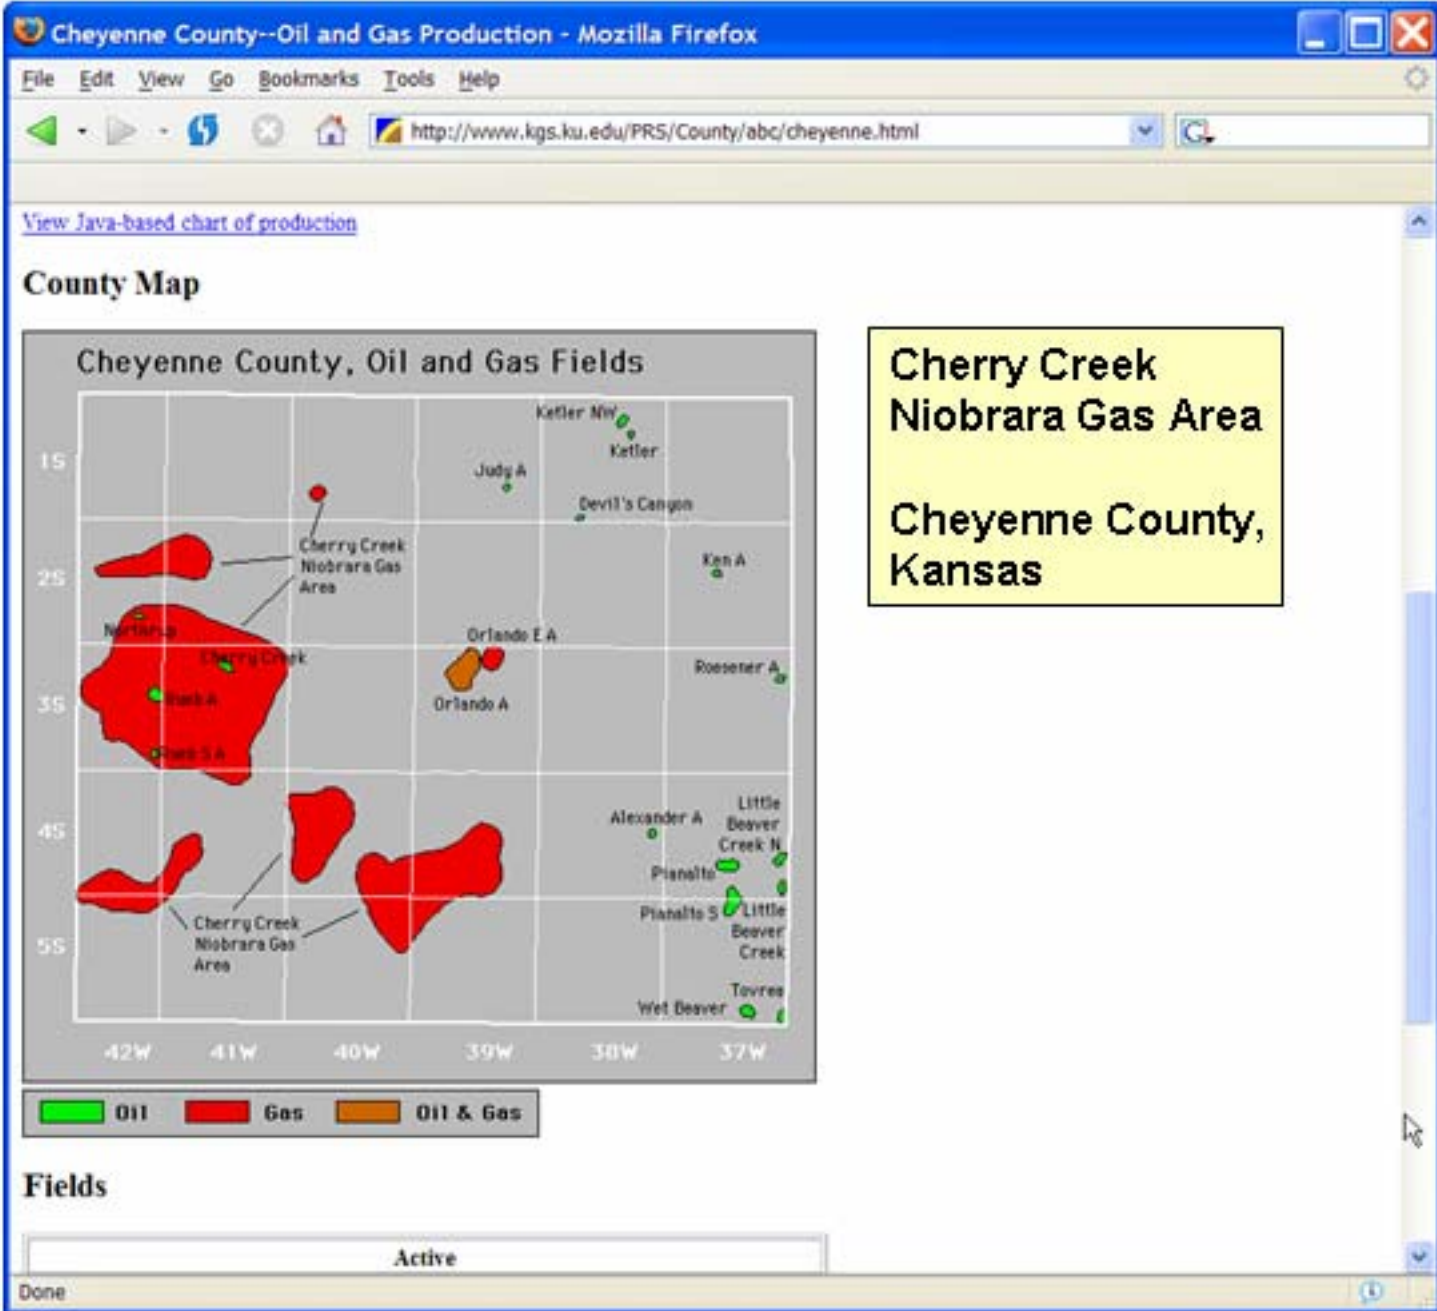 Cheyenne County--Oil and Gas Production - Mozilla Firefox
File Edit View Go Bookmarks Tools Help
http://www.kgs.ku.edu/PRS/County/abc/cheyenne.html
G
View Java-based chart of production
County Map
Cheyenne County, Oil and Gas Fields
Ketler NW
Ketler
1S
Judy A
Devil's Canyon
Cherry Creek
Niobrara Gas
Area
Ken A
2S
Northrup
Cherry Creek
Orlando E A
Roesener A
3S
Rueb A
Orlando A
Rueb S A
Little
Beaver
Creek N
Alexander A
4S
Pianalto
Pianalto S
Little
Beaver
Creek
Cherry Creek
Niobrara Gas
Area
5S
Tovrea
Wet Beaver
42W 41W 40W 39W 38W 37W
Oil Gas Oil & Gas
Cherry Creek
Niobrara Gas Area
Cheyenne County,
Kansas
Fields
Active
Done